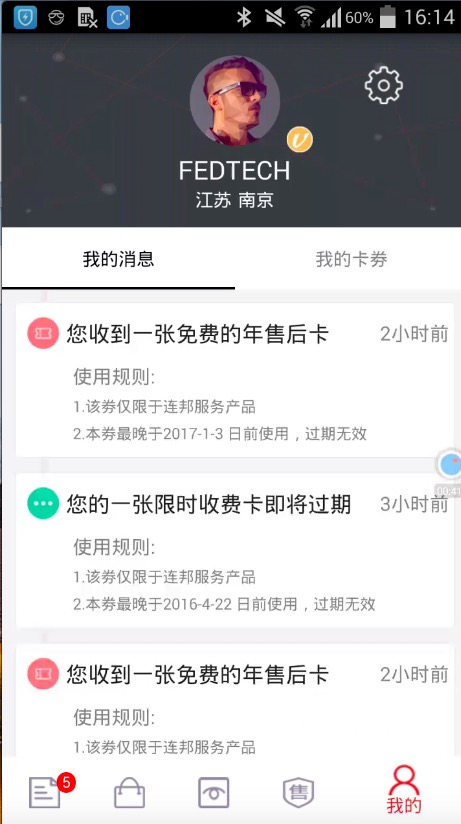 60% 16:14
FEDTECH
江苏 南京
我的消息 我的卡券
您收到一张免费的年售后卡 2小时前
使用规则:
1.该券仅限于连邦服务产品
2.本券最晚于2017-1-3 日前使用，过期无效
00:41
您的一张限时收费卡即将过期 3小时前
使用规则:
1.该券仅限于连邦服务产品
2.本券最晚于2016-4-22 日前使用，过期无效
您收到一张免费的年售后卡 2小时前
使用规则:
1.该券仅限于连邦服务产品
5
售
我的